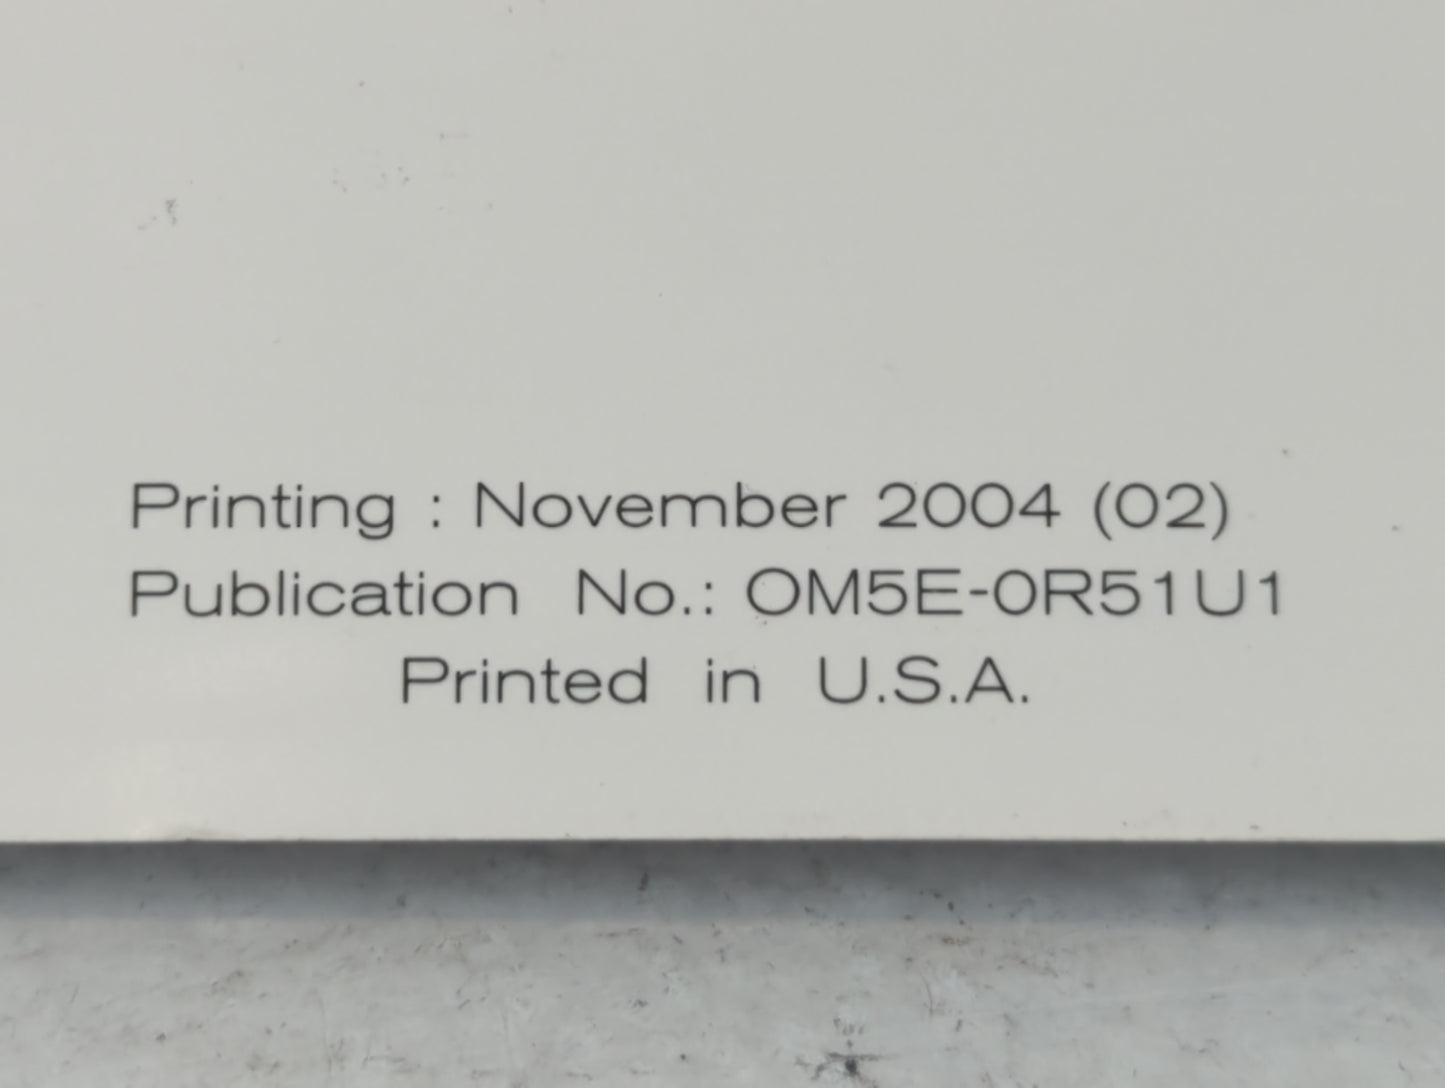 Printing : November 2004 (02)
Publication No.: OM5E-0R51U1
Printed in U.S.A.